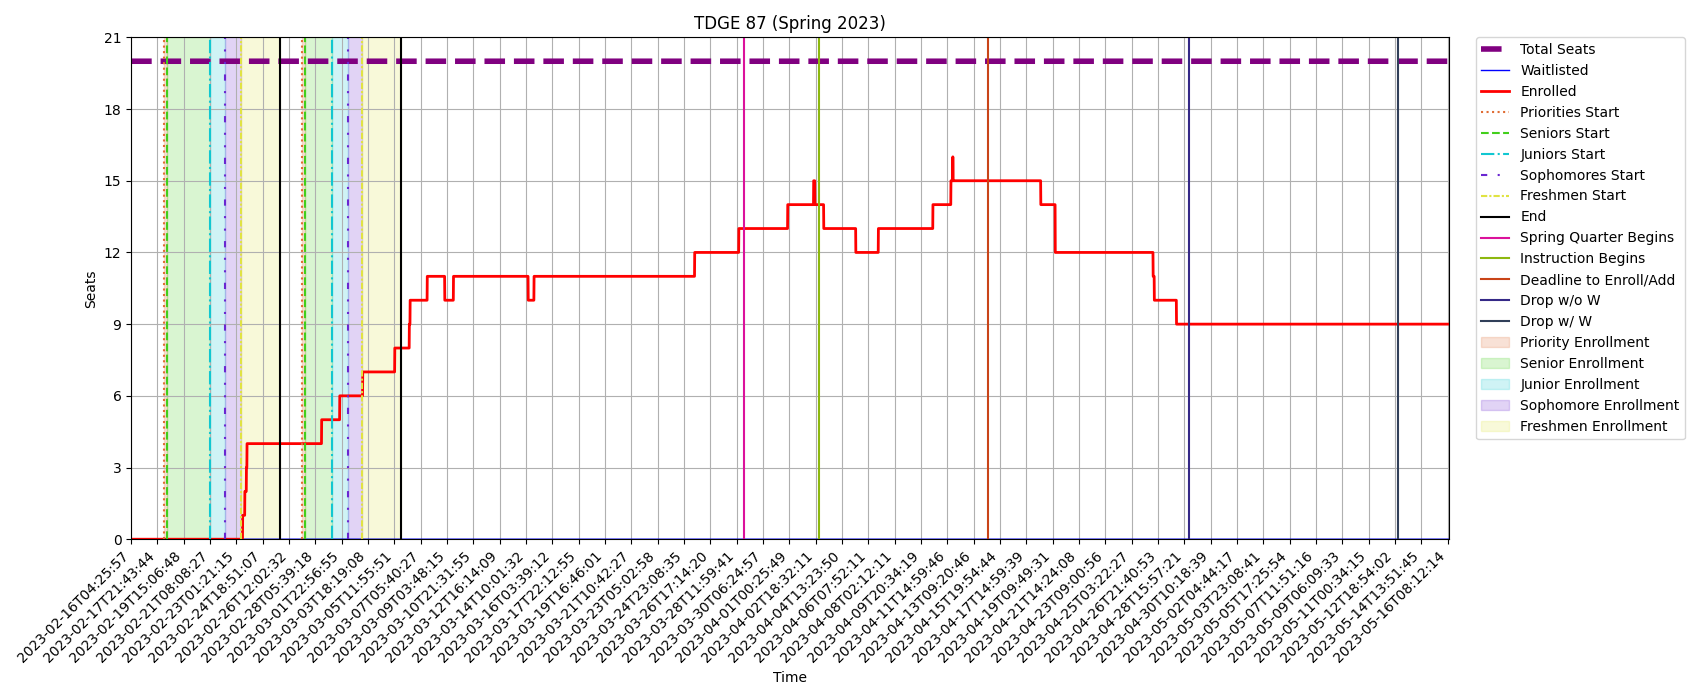 TDGE 87 (Spring 2023)
Seats
21
18
15
12
9
6
3
0
2023-02-16T04:25:57
2023-02-17T21:43:44
2023-02-19T15:06:48
2023-02-21T08:08:27
2023-02-23T01:21:15
2023-02-24T18:51:07
2023-02-26T12:02:32
2023-02-28T05:39:18
2023-03-01T22:56:55
2023-03-03T18:19:08
2023-03-05T11:55:51
2023-03-07T05:40:27
2023-03-09T03:48:15
2023-03-10T21:31:55
2023-03-12T16:14:09
2023-03-14T10:01:32
2023-03-16T03:39:12
2023-03-17T22:12:55
2023-03-19T16:46:01
2023-03-21T10:42:27
2023-03-23T05:02:58
2023-03-24T23:08:35
2023-03-26T17:14:20
2023-03-28T11:59:41
2023-03-30T06:24:57
2023-04-01T00:25:49
2023-04-02T18:32:11
2023-04-04T13:23:50
2023-04-06T07:52:11
2023-04-08T02:12:11
2023-04-09T20:34:19
2023-04-11T14:59:46
2023-04-13T09:20:46
2023-04-15T19:54:44
2023-04-17T14:59:39
2023-04-19T09:49:31
2023-04-21T14:24:08
2023-04-23T09:00:56
2023-04-25T03:22:27
2023-04-26T21:40:53
2023-04-28T15:57:21
2023-04-30T10:18:39
2023-05-02T04:44:17
2023-05-03T23:08:41
2023-05-05T17:25:54
2023-05-07T11:51:16
2023-05-09T06:09:33
2023-05-11T00:34:15
2023-05-12T18:54:02
2023-05-14T13:51:45
2023-05-16T08:12:14
Time
Total Seats
Waitlisted
Enrolled
Priorities Start
Seniors Start
Juniors Start
Sophomores Start
Freshmen Start
End
Spring Quarter Begins
Instruction Begins
Deadline to Enroll/Add
Drop w/o W
Drop w/ W
Priority Enrollment
Senior Enrollment
Junior Enrollment
Sophomore Enrollment
Freshmen Enrollment